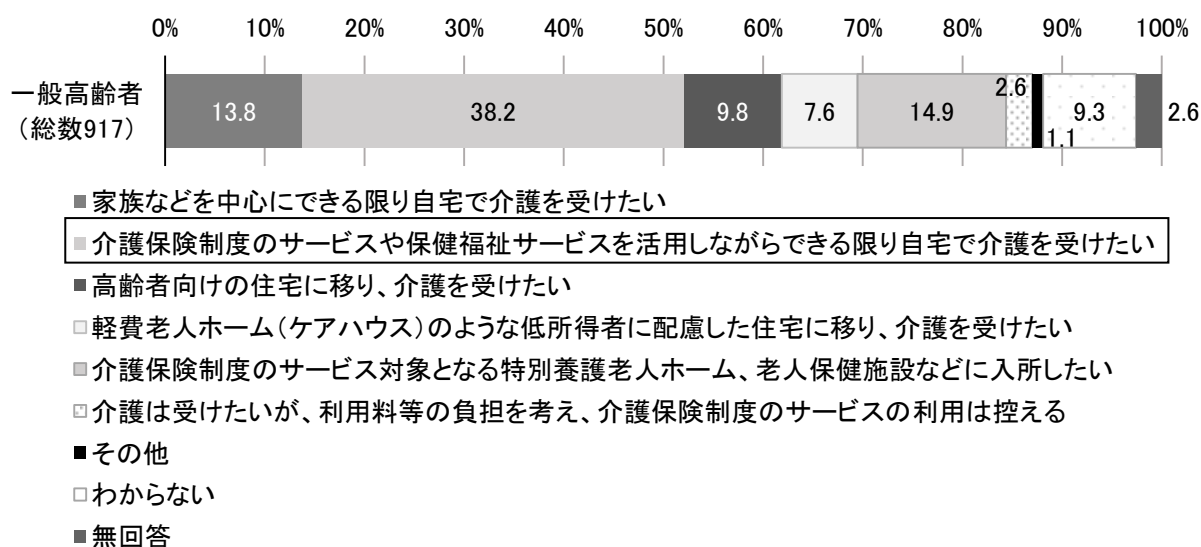 0% 10% 20% 30% 40% 50% 60% 70% 80% 90% 100%
一般高齢者
（総数917）
13.8 38.2 9.8 7.6 14.9 2.6 1.1 9.3 2.6
家族などを中心にできる限り自宅で介護を受けたい
介護保険制度のサービスや保健福祉サービスを活用しながらできる限り自宅で介護を受けたい
高齢者向けの住宅に移り、介護を受けたい
軽費老人ホーム（ケアハウス）のような低所得者に配慮した住宅に移り、介護を受けたい
介護保険制度のサービス対象となる特別養護老人ホーム、老人保健施設などに入所したい
介護は受けたいが、利用料等の負担を考え、介護保険制度のサービスの利用は控える
その他
わからない
無回答